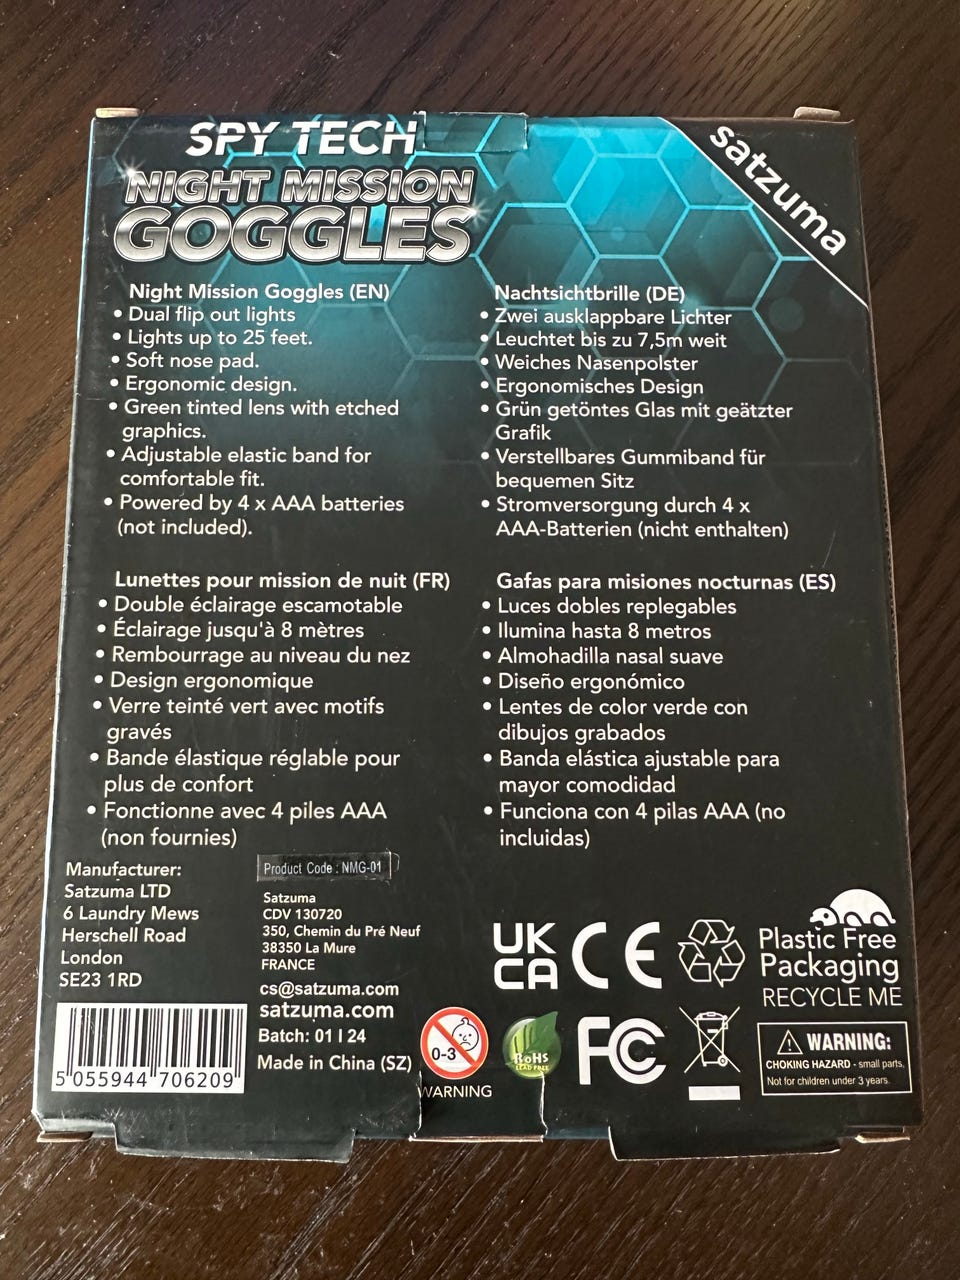 SPY TECH
NIGHT MISSION
GOGGLES
satzuma
Night Mission Goggles (EN)
• Dual flip out lights
• Lights up to 25 feet.
• Soft nose pad.
• Ergonomic design.
• Green tinted lens with etched
graphics.
• Adjustable elastic band for
comfortable fit.
• Powered by 4 x AAA batteries
(not included).
Nachtsichtbrille (DE)
• Zwei ausklappbare Lichter
• Leuchtet bis zu 7,5m weit
• Weiches Nasenpolster
• Ergonomisches Design
• Grün getöntes Glas mit geätzter
Grafik
• Verstellbares Gummiband für
bequemen Sitz
• Stromversorgung durch 4 x
AAA-Batterien (nicht enthalten)
Lunettes pour mission de nuit (FR)
• Double éclairage escamotable
• Éclairage jusqu'à 8 mètres
• Rembourrage au niveau du nez
• Design ergonomique
• Verre teinté vert avec motifs
gravés
• Bande élastique réglable pour
plus de confort
• Fonctionne avec 4 piles AAA
(non fournies)
Gafas para misiones nocturnas (ES)
• Luces dobles replegables
• Ilumina hasta 8 metros
• Almohadilla nasal suave
• Diseño ergonómico
• Lentes de color verde con
dibujos grabados
• Banda elástica ajustable para
mayor comodidad
• Funciona con 4 pilas AAA (no
incluidas)
Manufacturer:
Satzuma LTD
6 Laundry Mews
Herschell Road
London
SE23 1RD
5 055944 706209
Product Code : NMG-01
Satzuma
CDV 130720
350, Chemin du Pré Neuf
38350 La Mure
FRANCE
cs@satzuma.com
satzuma.com
Batch: 01 I 24
Made in China (SZ)
0-3
WARNING
RoHS
LEAD FREE
UK
CA
CE
FC
Plastic Free
Packaging
RECYCLE ME
WARNING:
CHOKING HAZARD - small parts,
Not for children under 3 years.